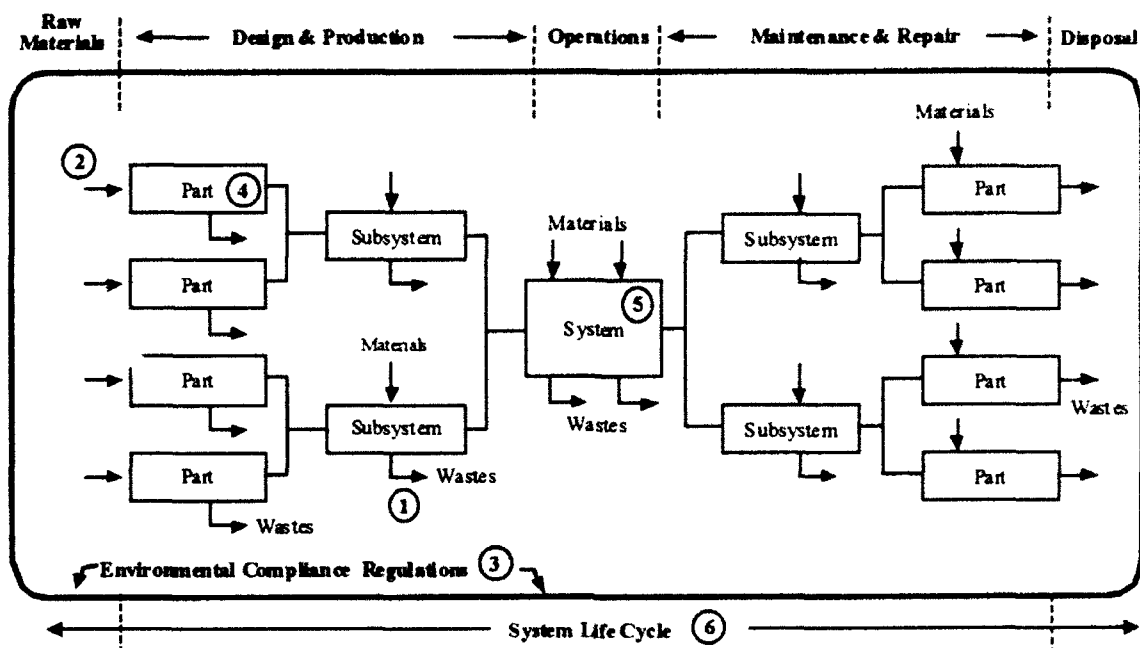 Raw
Materials
Design & Production
Operations
Maintenance & Repair
Disposal
Materials
2
Part
4
Part
Subsystem
Materials
Subsystem
Part
5
System
Part
Materials
Part
Subsystem
Part
Wastes
Subsystem
Part
Wastes
Part
Wastes
1
Wastes
Environmental Compliance Regulations 3
System Life Cycle 6